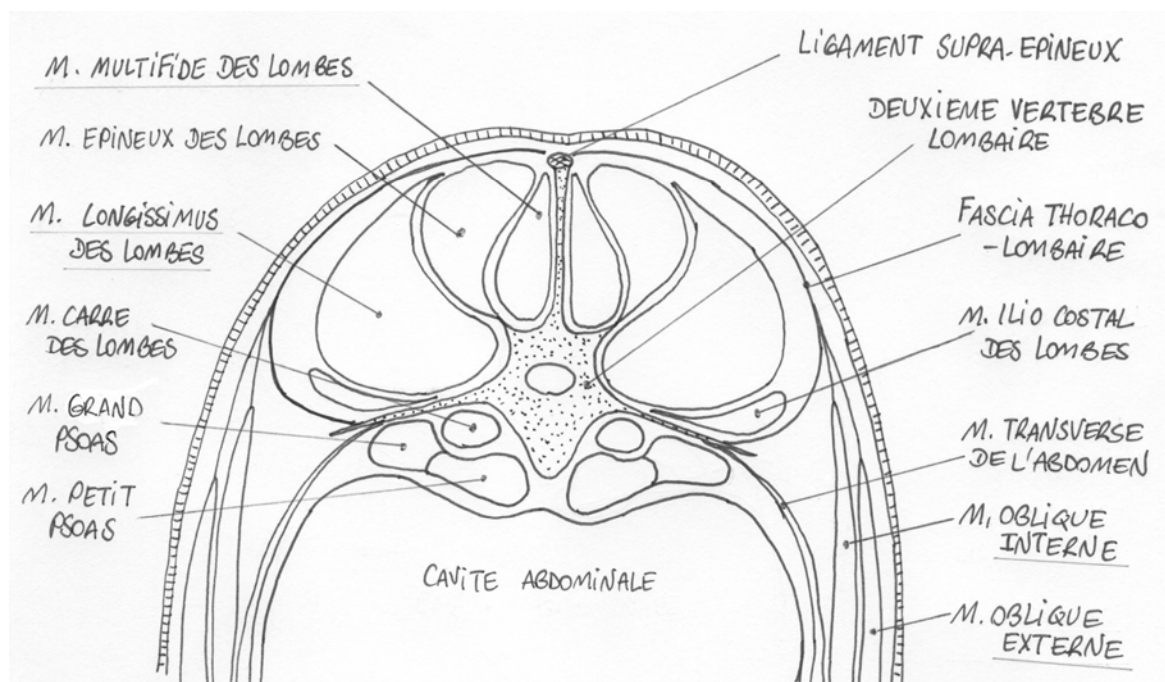 M. MULTIFIDE DES LOMBES
M. EPINEUX DES LOMBES
M. LONGISSIMUS
DES LOMBES
M. CARRE
DES LOMBES
M. GRAND
PSOAS
M. PETIT
PSOAS
LIGAMENT SUPRA-EPINEUX
DEUXIEME VERTEBRE
LOMBAIRE
FASCIA THORACO
-LOMBAIRE
M. ILIO COSTAL
DES LOMBES
M. TRANSVERSE
DE L'ABDOMEN
M, OBLIQUE
INTERNE
M. OBLIQUE
EXTERNE
CAVITE ABDOMINALE